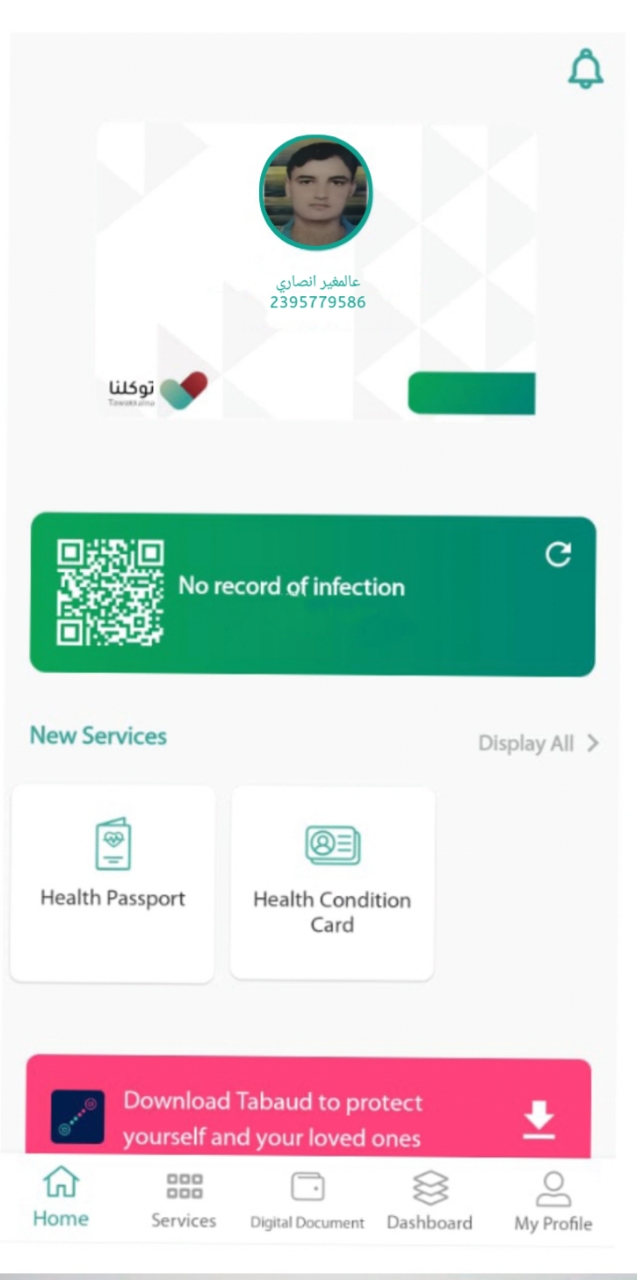 عالمغير انصاري
2395779586
توكلنا
Tawakkalna
No record of infection
New Services
Display All
Health Passport
Health Condition
Card
Download Tabaud to protect
yourself and your loved ones
Home
Services
Digital Document
Dashboard
My Profile